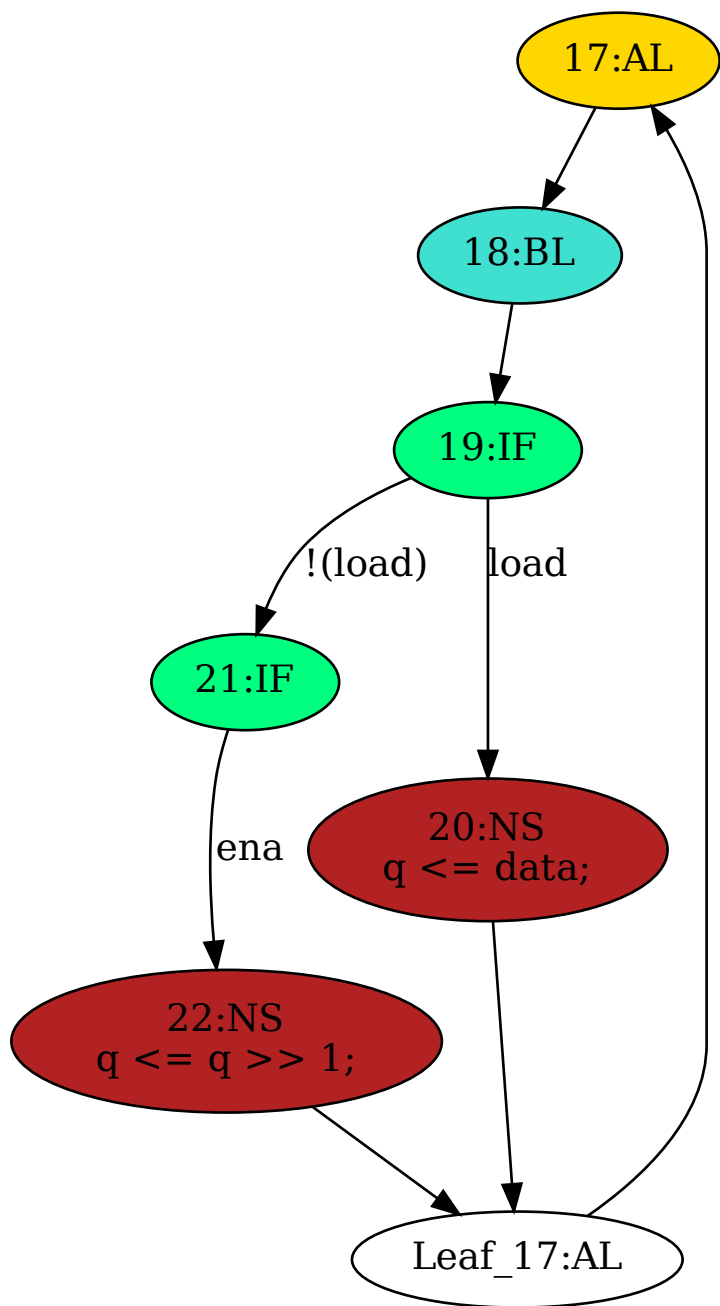 17:AL
18:BL
19:IF
!(load)
load
21:IF
20:NS
q <= data;
ena
22:NS
q <= q >> 1;
Leaf_17:AL